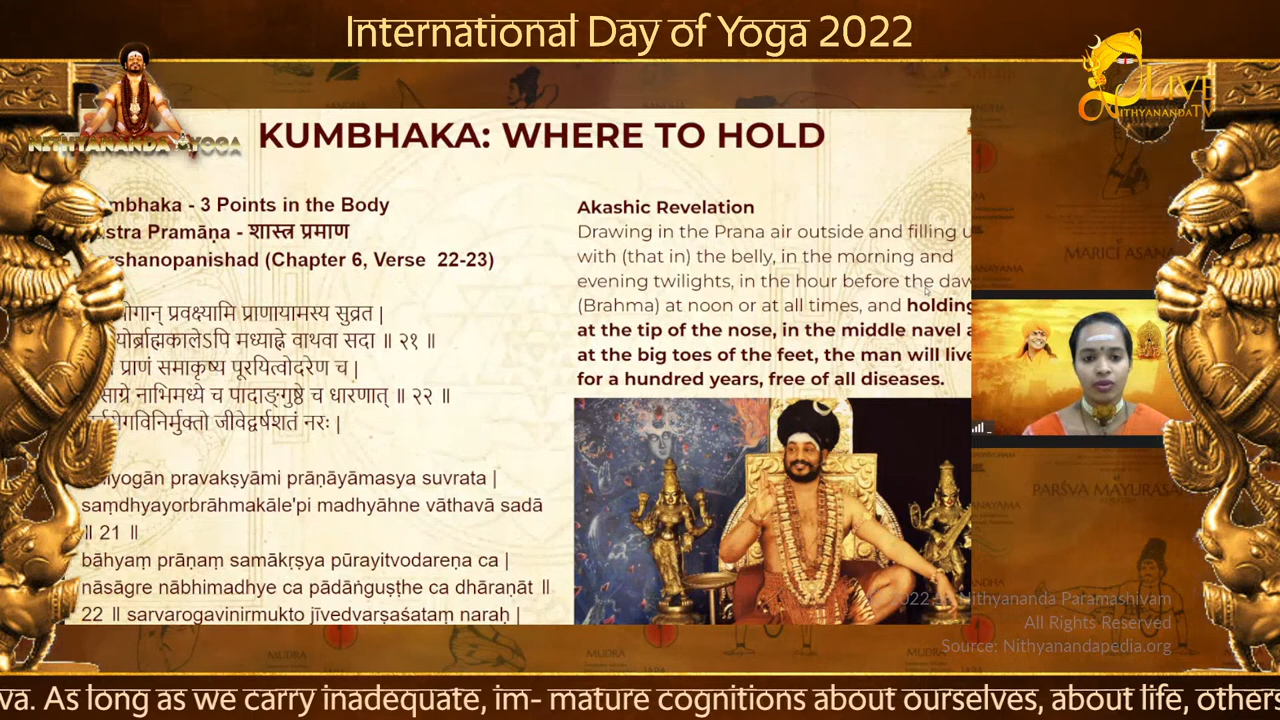 International Day of Yoga 2022
LIVE
NITHYANANDATV
NITHYANANDA YOGA
KUMBHAKA: WHERE TO HOLD
mbhaka - 3 Points in the Body
stra Pramāṇa - शास्त्र प्रमाण
rshanopanishad (Chapter 6, Verse 22-23)
योगान् प्रवक्ष्यामि प्राणायामस्य सुव्रत |
योर्ब्राह्मकालेऽपि मध्याह्ने वाथवा सदा ॥ २१ ॥
प्राणं समाकृष्य पूरयित्वोदरेण च |
साग्रे नाभिमध्ये च पादाङ्गुष्ठे च धारणात् ॥ २२ ॥
रोगविनिर्मुक्तो जीवेद्वर्षशतं नरः |
yogān pravakṣyāmi prāṇāyāmasya suvrata |
saṃdhyayorbrāhmakāle'pi madhyāhne vāthavā sadā
॥ 21 ॥
bāhyaṃ prāṇaṃ samākṛṣya pūrayitvodareṇa ca |
nāsāgre nābhimadhye ca pādāṅguṣṭhe ca dhāraṇāt ॥
22 ॥ sarvarogavinirmukto jīvedvarṣaśataṃ naraḥ |
Akashic Revelation
Drawing in the Prana air outside and filling u
with (that in) the belly, in the morning and
evening twilights, in the hour before the daw
(Brahma) at noon or at all times, and holding
at the tip of the nose, in the middle navel a
at the big toes of the feet, the man will live
for a hundred years, free of all diseases.
MARICI ASANA
PARŚVA MAYURASA
MUDRA
MUDRA
2022 Nithyananda Paramashivam
All Rights Reserved
Source: Nithyanandapedia.org
va. As long as we carry inadequate, im- mature cognitions about ourselves, about life, others